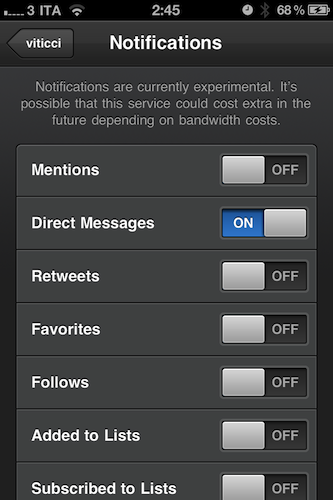 3 ITA 2:45 68 %
viticci Notifications
Notifications are currently experimental. It's
possible that this service could cost extra in the
future depending on bandwidth costs.
Mentions OFF
Direct Messages ON
Retweets OFF
Favorites OFF
Follows OFF
Added to Lists OFF
Subscribed to Lists OFF